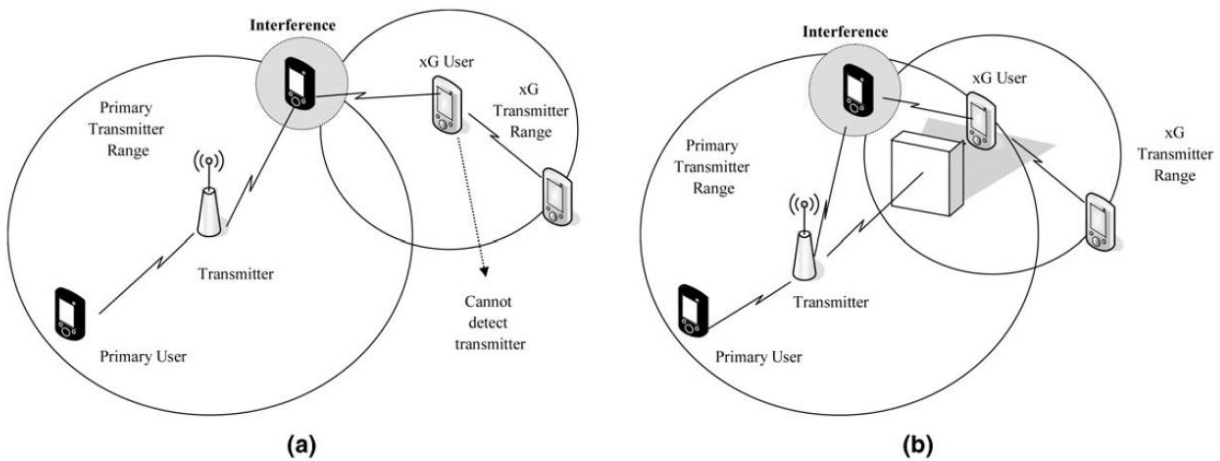 Interference
xG User
Primary
Transmitter
Range
xG
Transmitter
Range
Transmitter
Cannot
detect
transmitter
Primary User
(a)
Interference
xG User
Primary
Transmitter
Range
xG
Transmitter
Range
Transmitter
Primary User
(b)